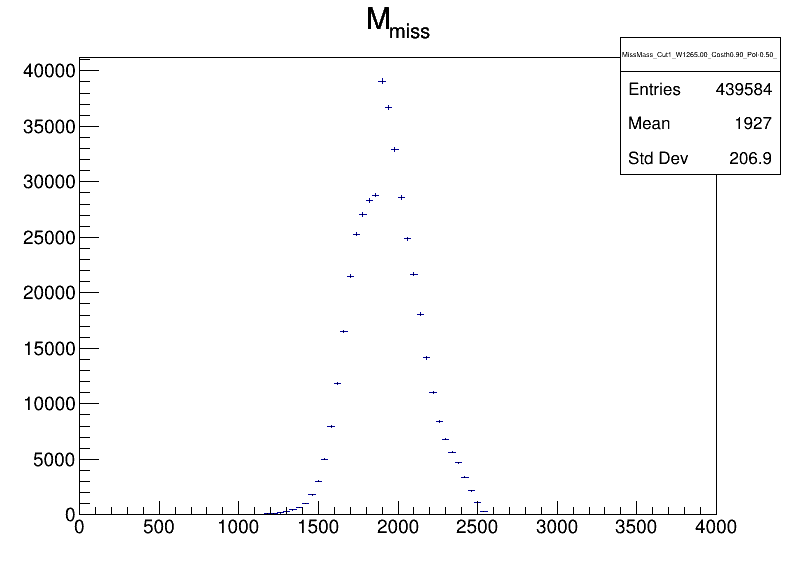 M_miss
MissMass_Cut1_W1265.00_Costh0.90_Pol-0.50_
Entries 439584
Mean 1927
Std Dev 206.9
40000
35000
30000
25000
20000
15000
10000
5000
0
0 500 1000 1500 2000 2500 3000 3500 4000